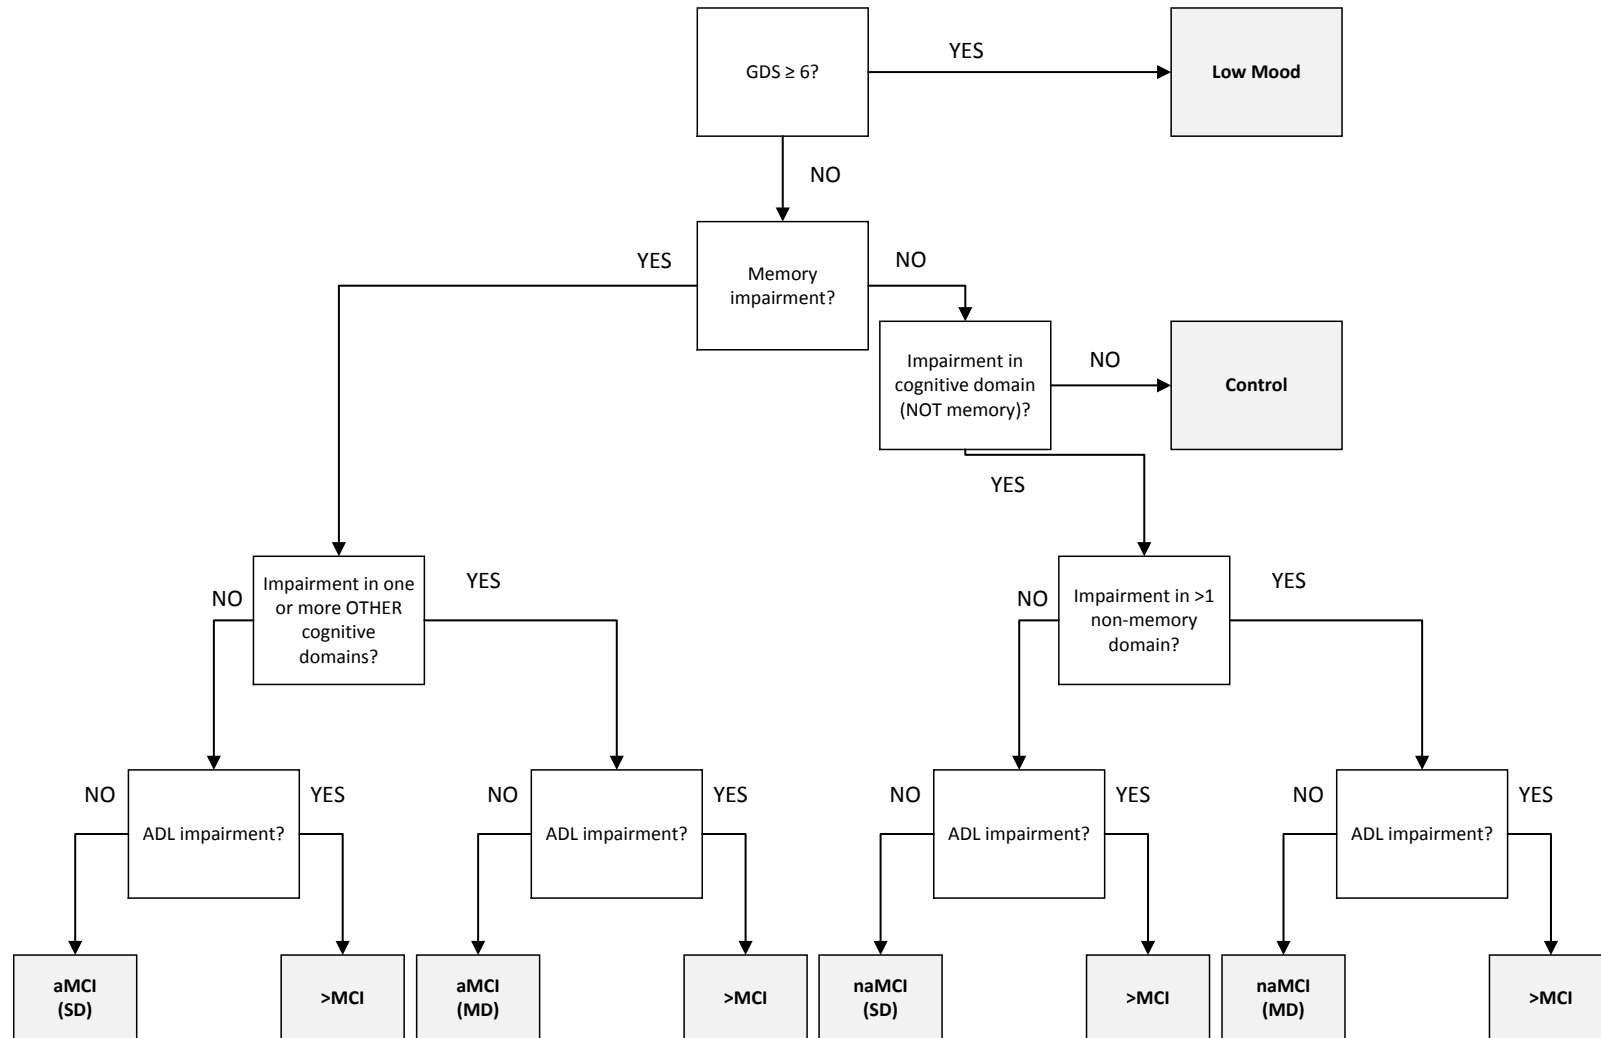 GDS ≥ 6?
YES
Low Mood
NO
YES
Memory
impairment?
NO
Impairment in
cognitive domain
(NOT memory)?
NO
Control
YES
NO
Impairment in one
or more OTHER
cognitive
domains?
YES
NO
Impairment in >1
non-memory
domain?
YES
NO
ADL impairment?
YES
NO
ADL impairment?
YES
NO
ADL impairment?
YES
NO
ADL impairment?
YES
aMCI
(SD)
>MCI
aMCI
(MD)
>MCI
naMCI
(SD)
>MCI
naMCI
(MD)
>MCI